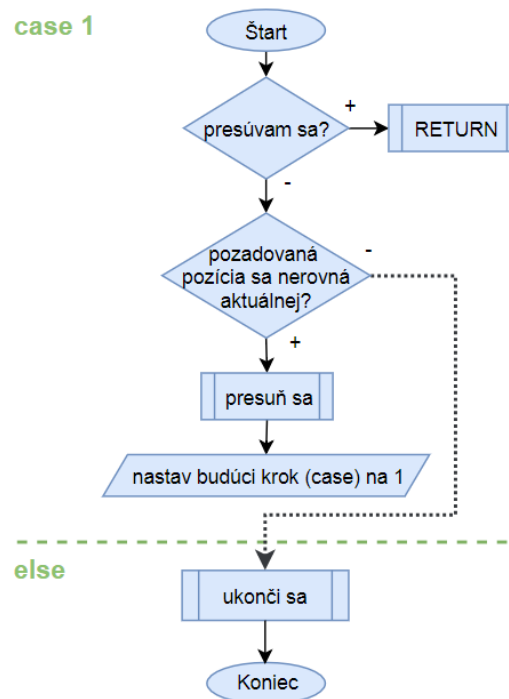 case 1
Štart
presúvam sa?
+
RETURN
-
pozadovaná
pozícia sa nerovná
aktuálnej?
-
+
presuň sa
nastav budúci krok (case) na 1
else
ukonči sa
Koniec